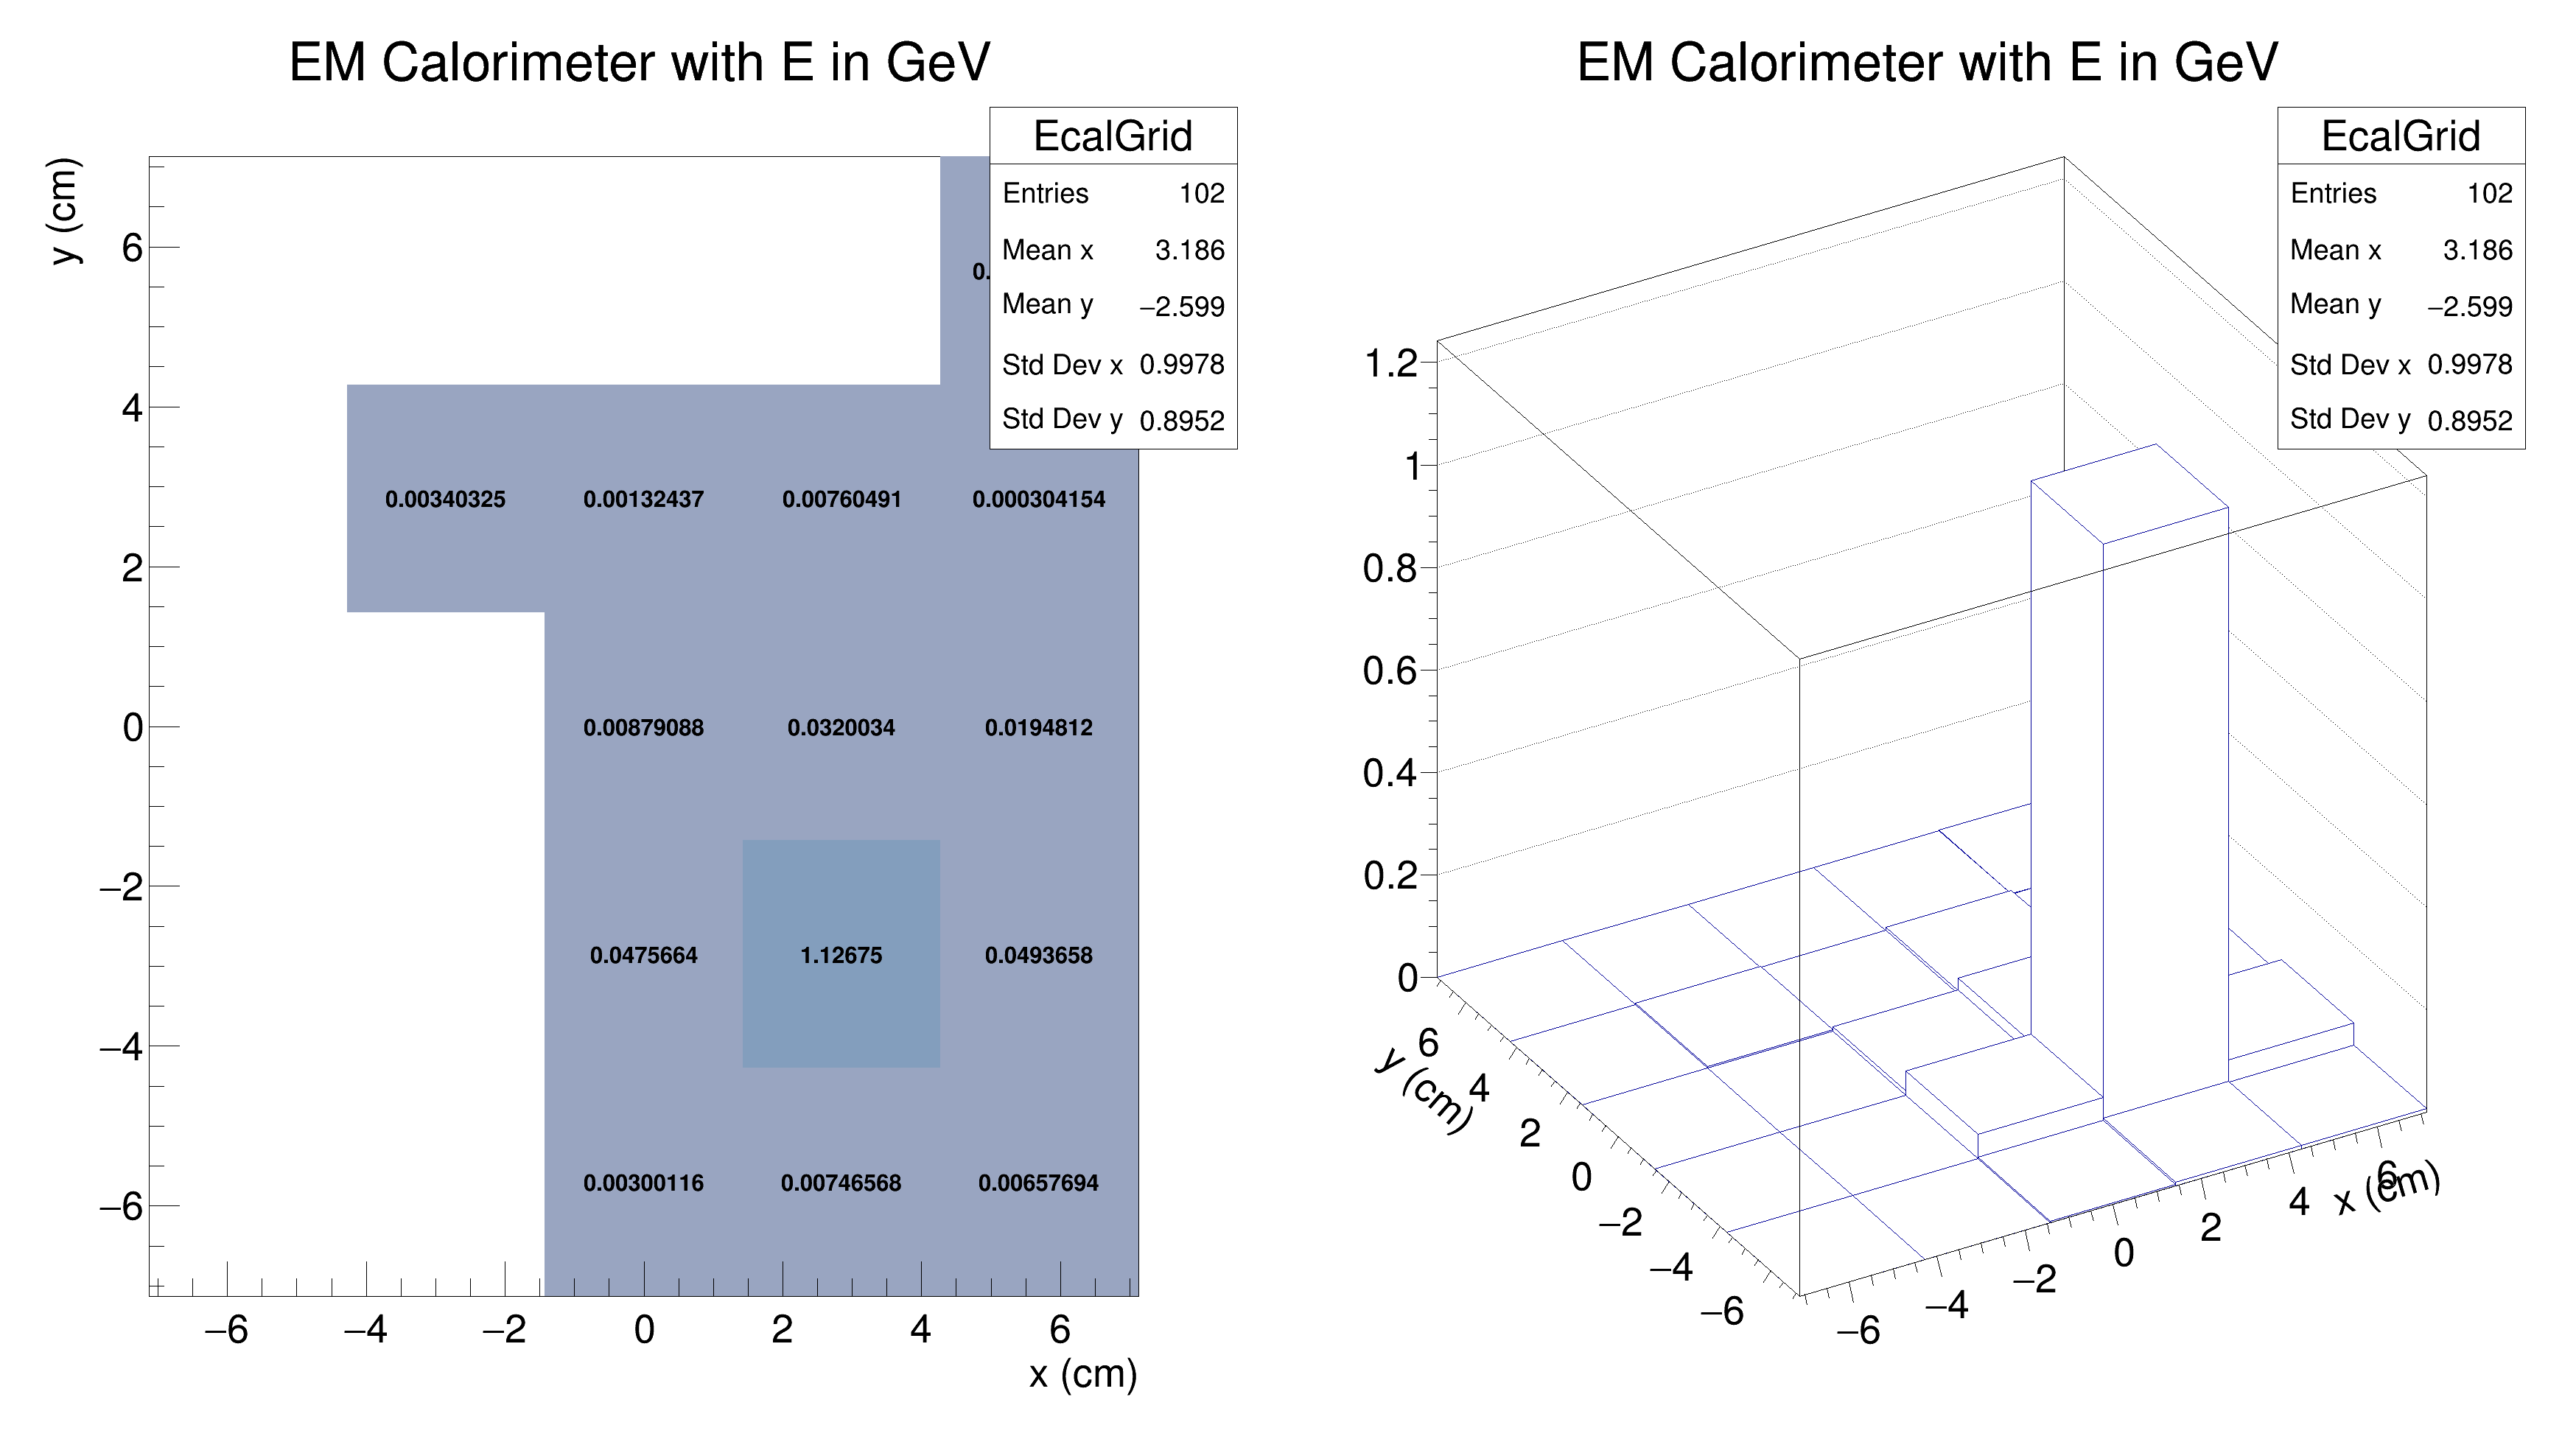 EM Calorimeter with E in GeV
EcalGrid
Entries 102
Mean x 3.186
Mean y −2.599
Std Dev x 0.9978
Std Dev y 0.8952
y (cm)
6
4
2
0
−2
−4
−6
0.
0.00340325 0.00132437 0.00760491 0.000304154
0.00879088 0.0320034 0.0194812
0.0475664 1.12675 0.0493658
0.00300116 0.00746568 0.00657694
−6 −4 −2 0 2 4 6
x (cm)
EM Calorimeter with E in GeV
EcalGrid
Entries 102
Mean x 3.186
Mean y −2.599
Std Dev x 0.9978
Std Dev y 0.8952
1.2
1
0.8
0.6
0.4
0.2
0
6
4
2
0
−2
−4
−6
y (cm)
−6
−4
−2
0
2
4
6
x (cm)